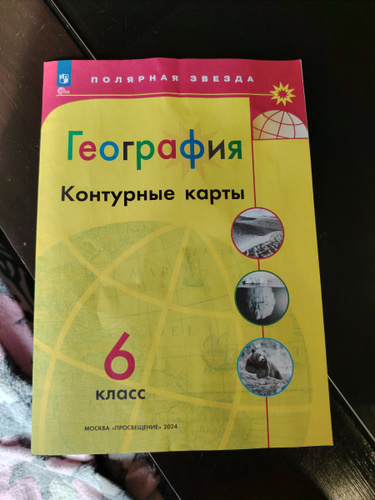 ПОЛЯРНАЯ ЗВЕЗДА
География
Контурные карты
6
класс
МОСКВА «ПРОСВЕЩЕНИЕ» 2024